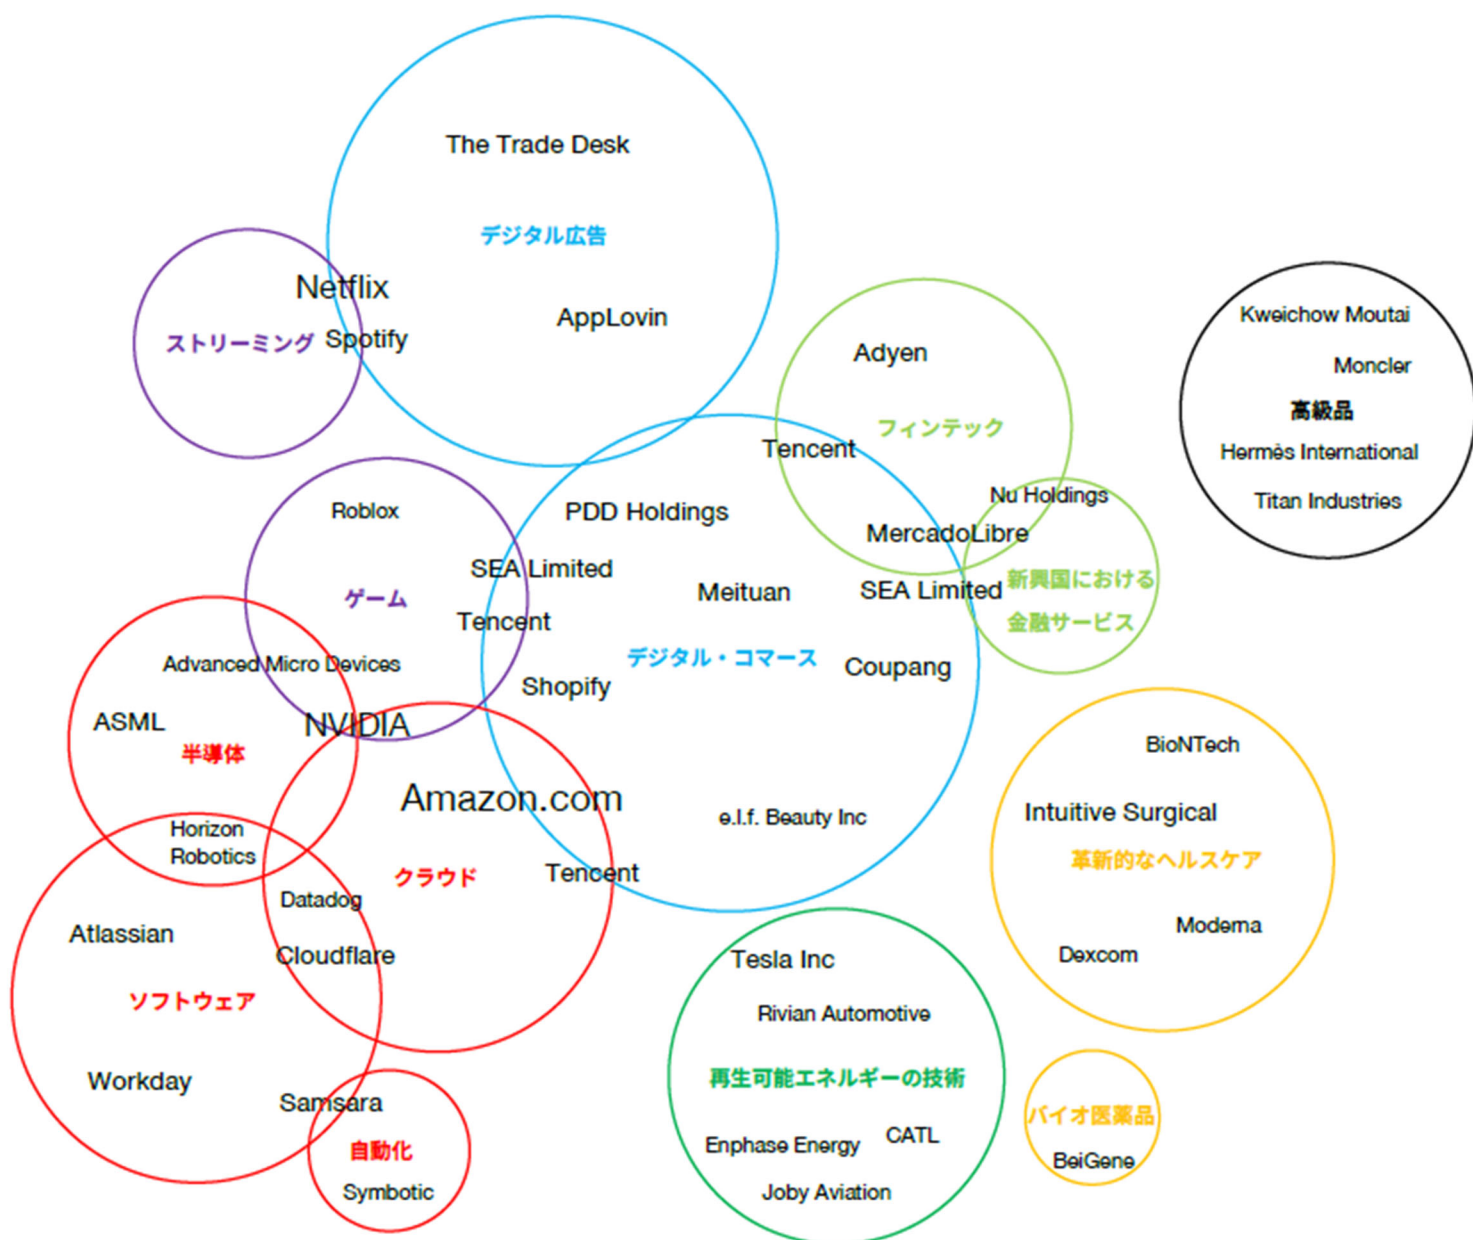 The Trade Desk
デジタル広告
AppLovin
Netflix
ストリーミング
Spotify
Adyen
フィンテック
Tencent
Nu Holdings
MercadoLibre
SEA Limited
新興国における
金融サービス
Kweichow Moutai
Moncler
高級品
Hermès International
Titan Industries
Roblox
SEA Limited
ゲーム
Tencent
PDD Holdings
Meituan
デジタル・コマース
Coupang
Shopify
e.l.f. Beauty Inc
Advanced Micro Devices
ASML
NVIDIA
半導体
Horizon
Robotics
Amazon.com
クラウド
Tencent
Datadog
Cloudflare
Atlassian
ソフトウェア
Workday
Samsara
自動化
Symbotic
Tesla Inc
Rivian Automotive
再生可能エネルギーの技術
Enphase Energy
CATL
Joby Aviation
BioNTech
Intuitive Surgical
革新的なヘルスケア
Moderna
Dexcom
バイオ医薬品
BeiGene